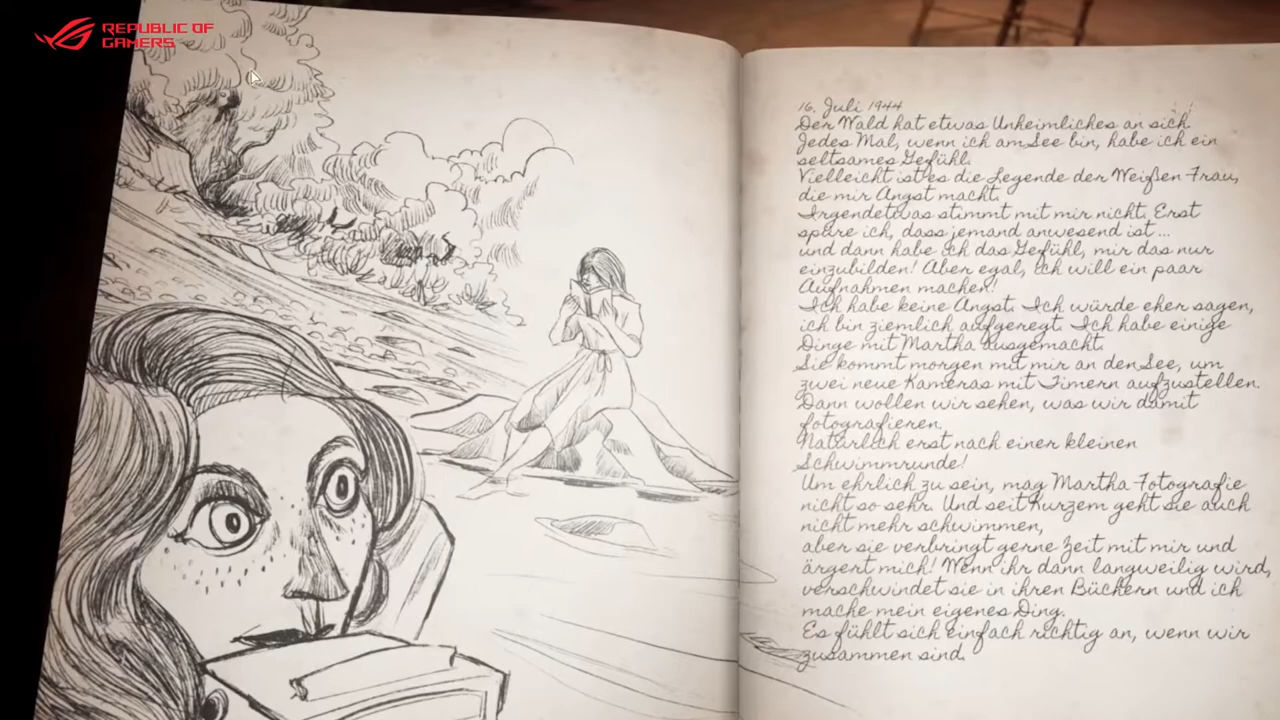 REPUBLIC OF
GAMERS
16. Juli 1944
Der Wald hat etwas Unheimliches an sich
Jedes Mal, wenn ich am See bin, habe ich ein
seltsames Gefühl.
Vielleicht ist es die Legende der Weißen Frau,
die mir Angst macht.
Irgendetwas stimmt mit mir nicht. Erst
spüre ich, dass jemand anwesend ist ...
und dann habe ich das Gefühl, mir das nur
einzubilden! Aber egal, ich will ein paar
Aufnahmen machen!
Ich habe keine Angst. Ich würde eher sagen,
ich bin ziemlich aufgeregt. Ich habe einige
Dinge mit Martha ausgemacht.
Sie kommt morgen mit mir an den See, um
zwei neue Kameras mit Timern aufzustellen.
Dann wollen wir sehen, was wir damit
fotografieren.
Natürlich erst nach einer kleinen
Schwimmrunde!
Um ehrlich zu sein, mag Martha Fotografie
nicht so sehr. Und seit Kurzem geht sie auch
nicht mehr schwimmen,
aber sie verbringt gerne Zeit mit mir und
ärgert mich! Wenn ihr dann langweilig wird,
verschwindet sie in ihren Büchern und ich
mache mein eigenes Ding.
Es fühlt sich einfach richtig an, wenn wir
zusammen sind.